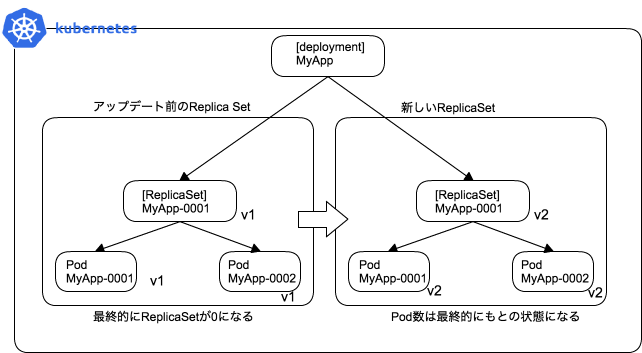 kubernetes
[deployment]
MyApp
アップデート前のReplica Set
新しいReplicaSet
[ReplicaSet]
MyApp-0001
v1
[ReplicaSet]
MyApp-0001
v2
Pod
MyApp-0001
v1
Pod
MyApp-0002
v1
Pod
MyApp-0001
v2
Pod
MyApp-0002
v2
最終的にReplicaSetが0になる
Pod数は最終的にもとの状態になる